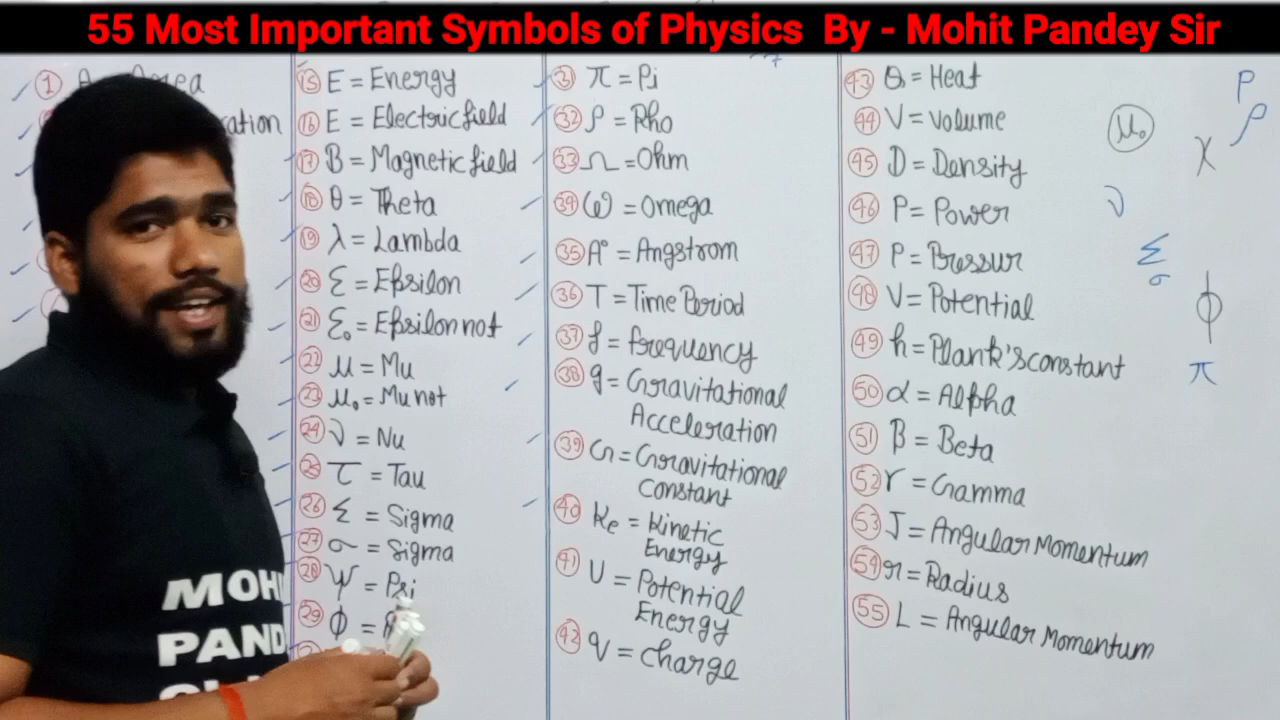 55 Most Important Symbols of Physics By - Mohit Pandey Sir
① A = Area
ration
⑮ E = Energy
⑯ E = Electric field
⑰ B = Magnetic field
⑱ θ = Theta
⑲ λ = Lambda
⑳ Ɛ = Epsilon
㉑ Ɛ₀ = Epsilon not
㉒ μ = Mu
㉓ μ₀ = Mu not
㉔ ν = Nu
㉕ τ = Tau
㉖ Σ = Sigma
㉗ σ = Sigma
㉘ Ψ = Psi
㉙ ϕ =
㉛ π = Pi
㉜ ρ = Rho
㉝ Ω = Ohm
㉞ ω = Omega
㉟ A° = Angstrom
㊱ T = Time Period
㊲ f = frequency
㊳ g = Gravitational
Acceleration
㊴ G = Gravitational
Constant
㊵ Ke = Kinetic
Energy
㊶ U = Potential
Energy
㊷ q = charge
㊸ Q = Heat
㊹ V = volume
㊺ D = Density
㊻ P = Power
㊼ P = Pressur
㊽ V = Potential
㊾ h = Plank's constant
㊿ α = Alpha
(51) β = Beta
(52) γ = Gamma
(53) J = Angular Momentum
(54) r = Radius
(55) L = Angular Momentum
P
ρ
μ₀
χ
ν
Σ
σ
ϕ
π
MOH
PAND